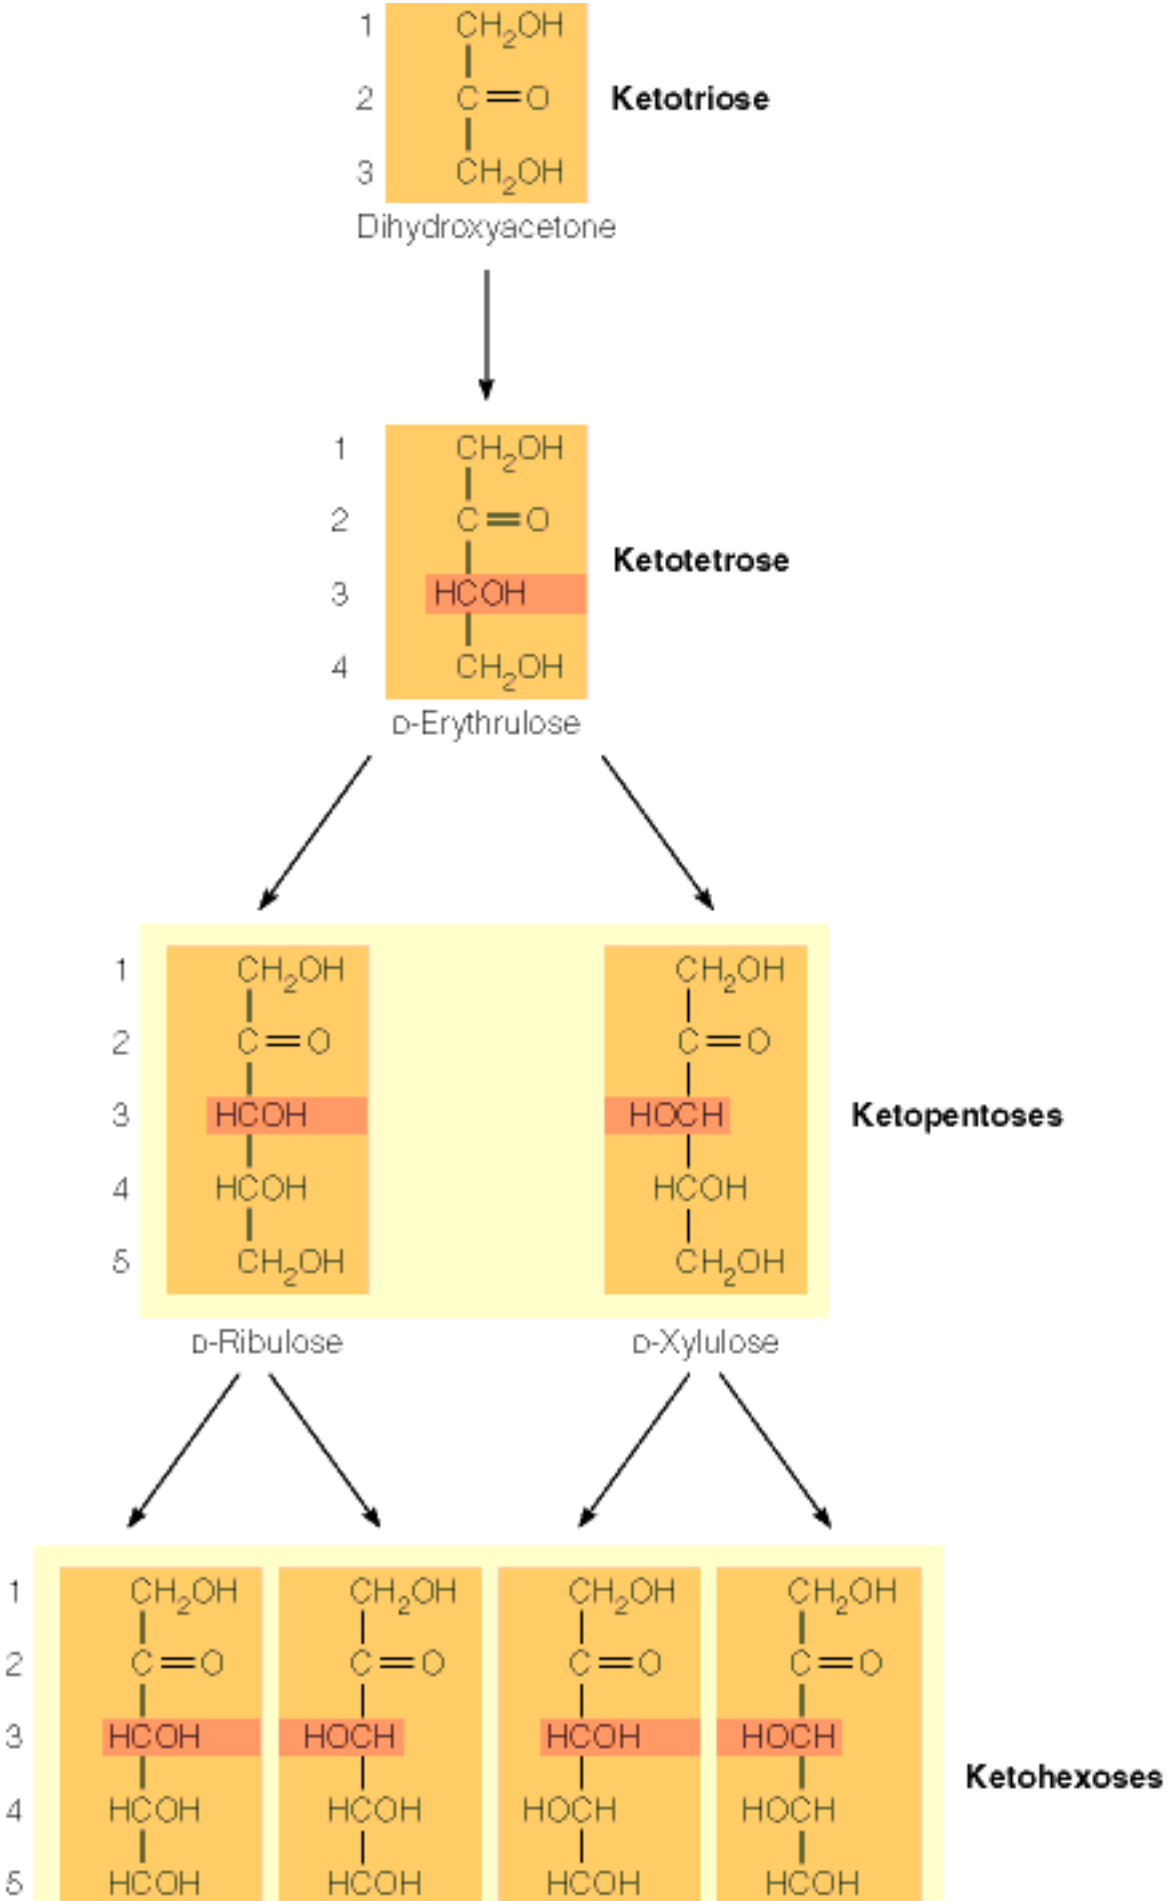 1 CH2OH
2 C=O Ketotriose
3 CH2OH
Dihydroxyacetone
1 CH2OH
2 C=O
Ketotetrose
3 HCOH
4 CH2OH
D-Erythrulose
1 CH2OH CH2OH
2 C=O C=O
3 HCOH HOCH Ketopentoses
4 HCOH HCOH
5 CH2OH CH2OH
D-Ribulose D-Xylulose
1 CH2OH CH2OH CH2OH CH2OH
2 C=O C=O C=O C=O
3 HCOH HOCH HCOH HOCH
Ketohexoses
4 HCOH HCOH HOCH HOCH
5 HCOH HCOH HCOH HCOH